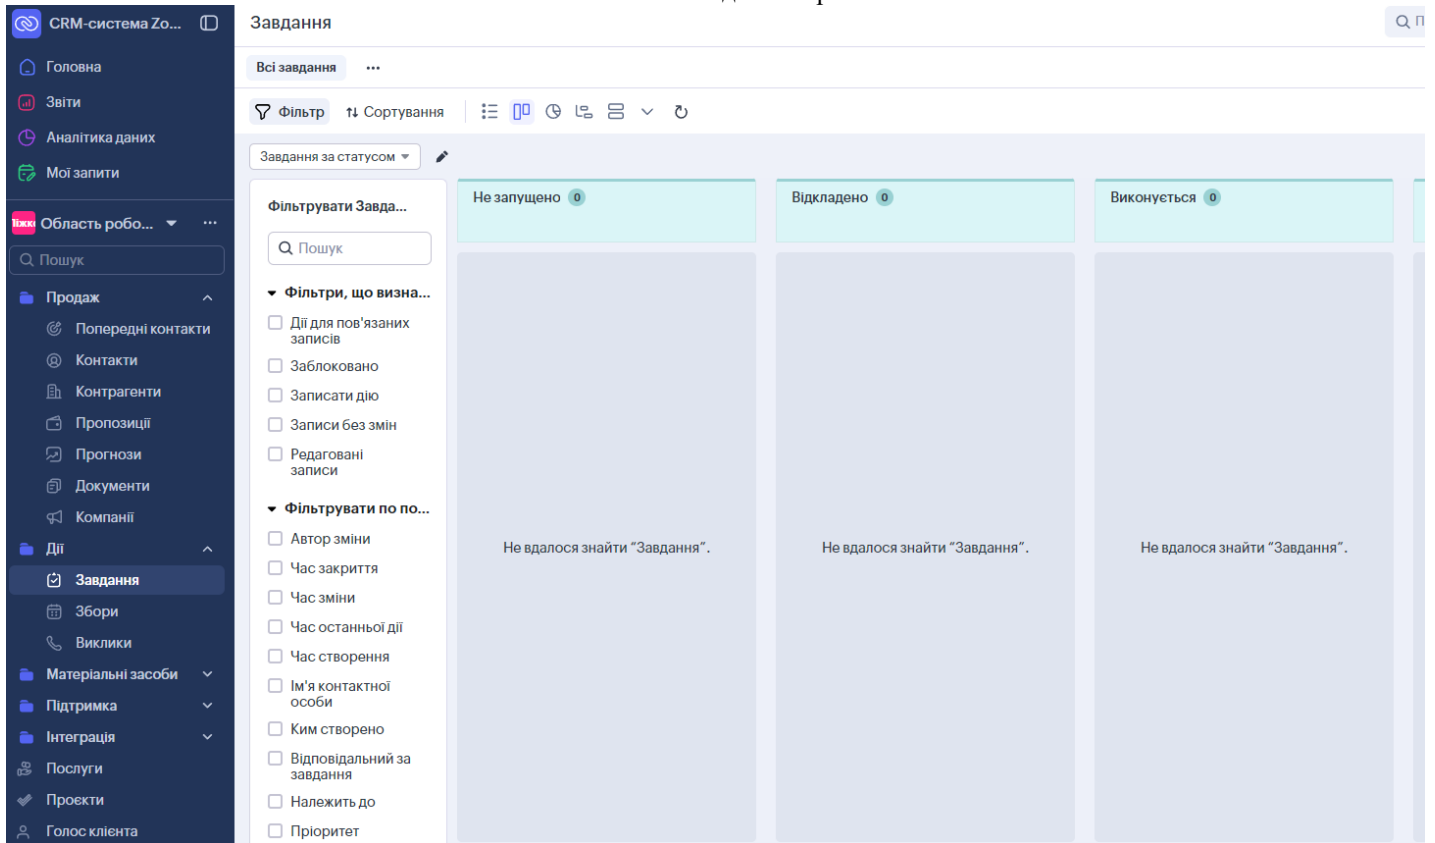 CRM-система Zo...
Головна
Звіти
Аналітика даних
Мої запити
Область робо...
Пошук
Продаж
Попередні контакти
Контакти
Контрагенти
Пропозиції
Прогнози
Документи
Компанії
Дії
Завдання
Збори
Виклики
Матеріальні засоби
Підтримка
Інтеграція
Послуги
Проєкти
Голос клієнта
Завдання
Всі завдання
Фільтр
Сортування
Завдання за статусом
Фільтрувати Завда...
Пошук
Фільтри, що визна...
Дії для пов'язаних
записів
Заблоковано
Записати дію
Записи без змін
Редаговані
записи
Фільтрувати по по...
Автор зміни
Час закриття
Час зміни
Час останньої дії
Час створення
Ім'я контактної
особи
Ким створено
Відповідальний за
завдання
Належить до
Пріоритет
Не запущено 0
Не вдалося знайти "Завдання".
Відкладено 0
Не вдалося знайти "Завдання".
Виконується 0
Не вдалося знайти "Завдання".